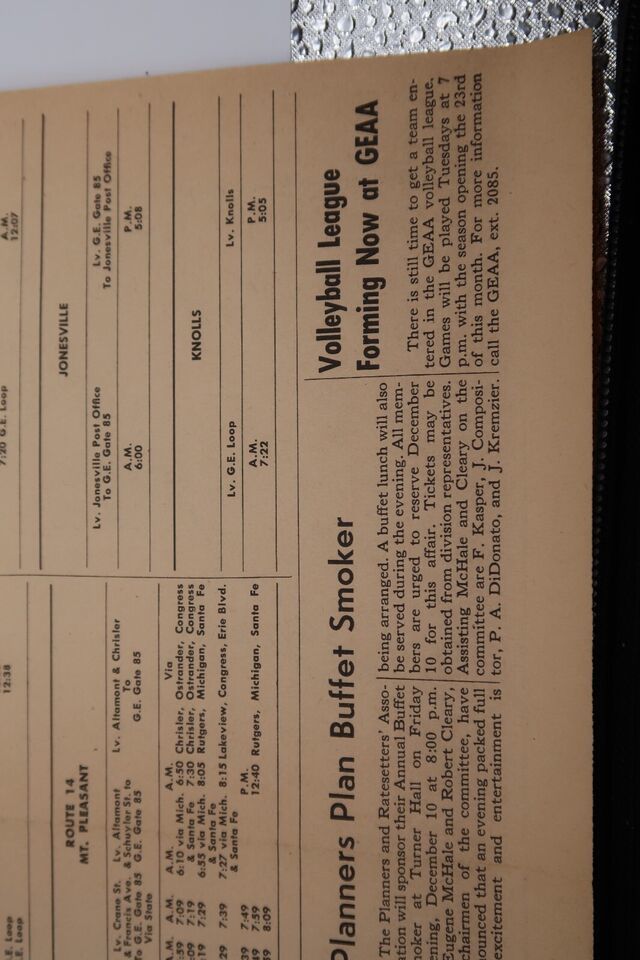 A.M.
12:07
7:20 G.E. Loop
JONESVILLE
Lv. Jonesville Post Office
To G.E. Gate 85
Lv. G.E. Gate 85
To Jonesville Post Office
A.M.
6:00
P.M.
5:08
KNOLLS
Lv. G.E. Loop
Lv. Knolls
A.M.
7:22
P.M.
5:05
12:38
ROUTE 14
MT. PLEASANT
Lv. Crane St.
& Francis Ave.
To G.E. Gate 85
Via State
Lv. Altamont
& Schuyler St. to
G.E. Gate 85
Lv. Altamont & Chrisler
To
G.E. Gate 85
A.M. A.M. A.M. Via
7:09 6:10 via Mich. 6:50 Chrisler, Ostrander, Congress
7:19 & Santa Fe 7:30 Chrisler, Ostrander, Congress
7:29 6:55 via Mich. 8:05 Rutgers, Michigan, Santa Fe
& Santa Fe
7:39 7:27 via Mich. 8:15 Lakeview, Congress, Erie Blvd.
& Santa Fe
P.M.
7:49 12:40 Rutgers, Michigan, Santa Fe
7:59
8:09
Planners Plan Buffet Smoker
The Planners and Ratesetters' Asso-
ation will sponsor their Annual Buffet
moker at Turner Hall on Friday
ening, December 10 at 8:00 p.m.
Eugene McHale and Robert Cleary,
chairmen of the committee, have
nounced that an evening packed full
excitement and entertainment is
being arranged. A buffet lunch will also
be served during the evening. All mem-
bers are urged to reserve December
10 for this affair. Tickets may be
obtained from division representatives.
Assisting McHale and Cleary on the
committee are F. Kasper, J. Composi-
tor, P. A. DiDonato, and J. Kremzier.
Volleyball League
Forming Now at GEAA
There is still time to get a team en-
tered in the GEAA volleyball league.
Games will be played Tuesdays at 7
p.m. with the season opening the 23rd
of this month. For more information
call the GEAA, ext. 2085.